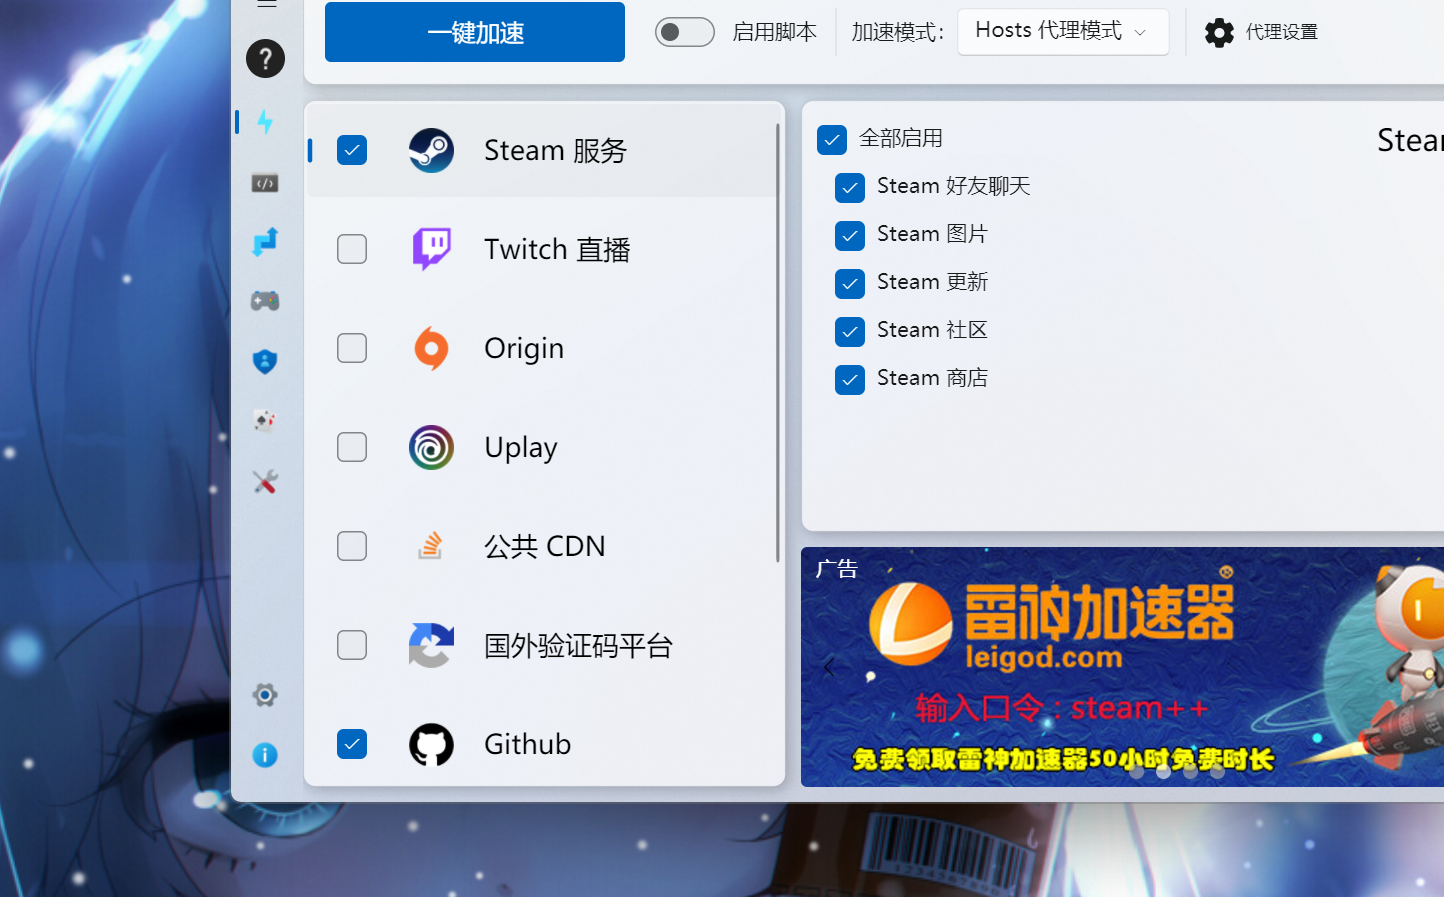 一键加速
启用脚本
加速模式：
Hosts 代理模式
代理设置
Steam 服务
Twitch 直播
Origin
Uplay
公共 CDN
国外验证码平台
Github
全部启用
Steam 好友聊天
Steam 图片
Steam 更新
Steam 社区
Steam 商店
广告
雷神加速器
leigod.com
输入口令：steam++
免费领取雷神加速器50小时免费时长